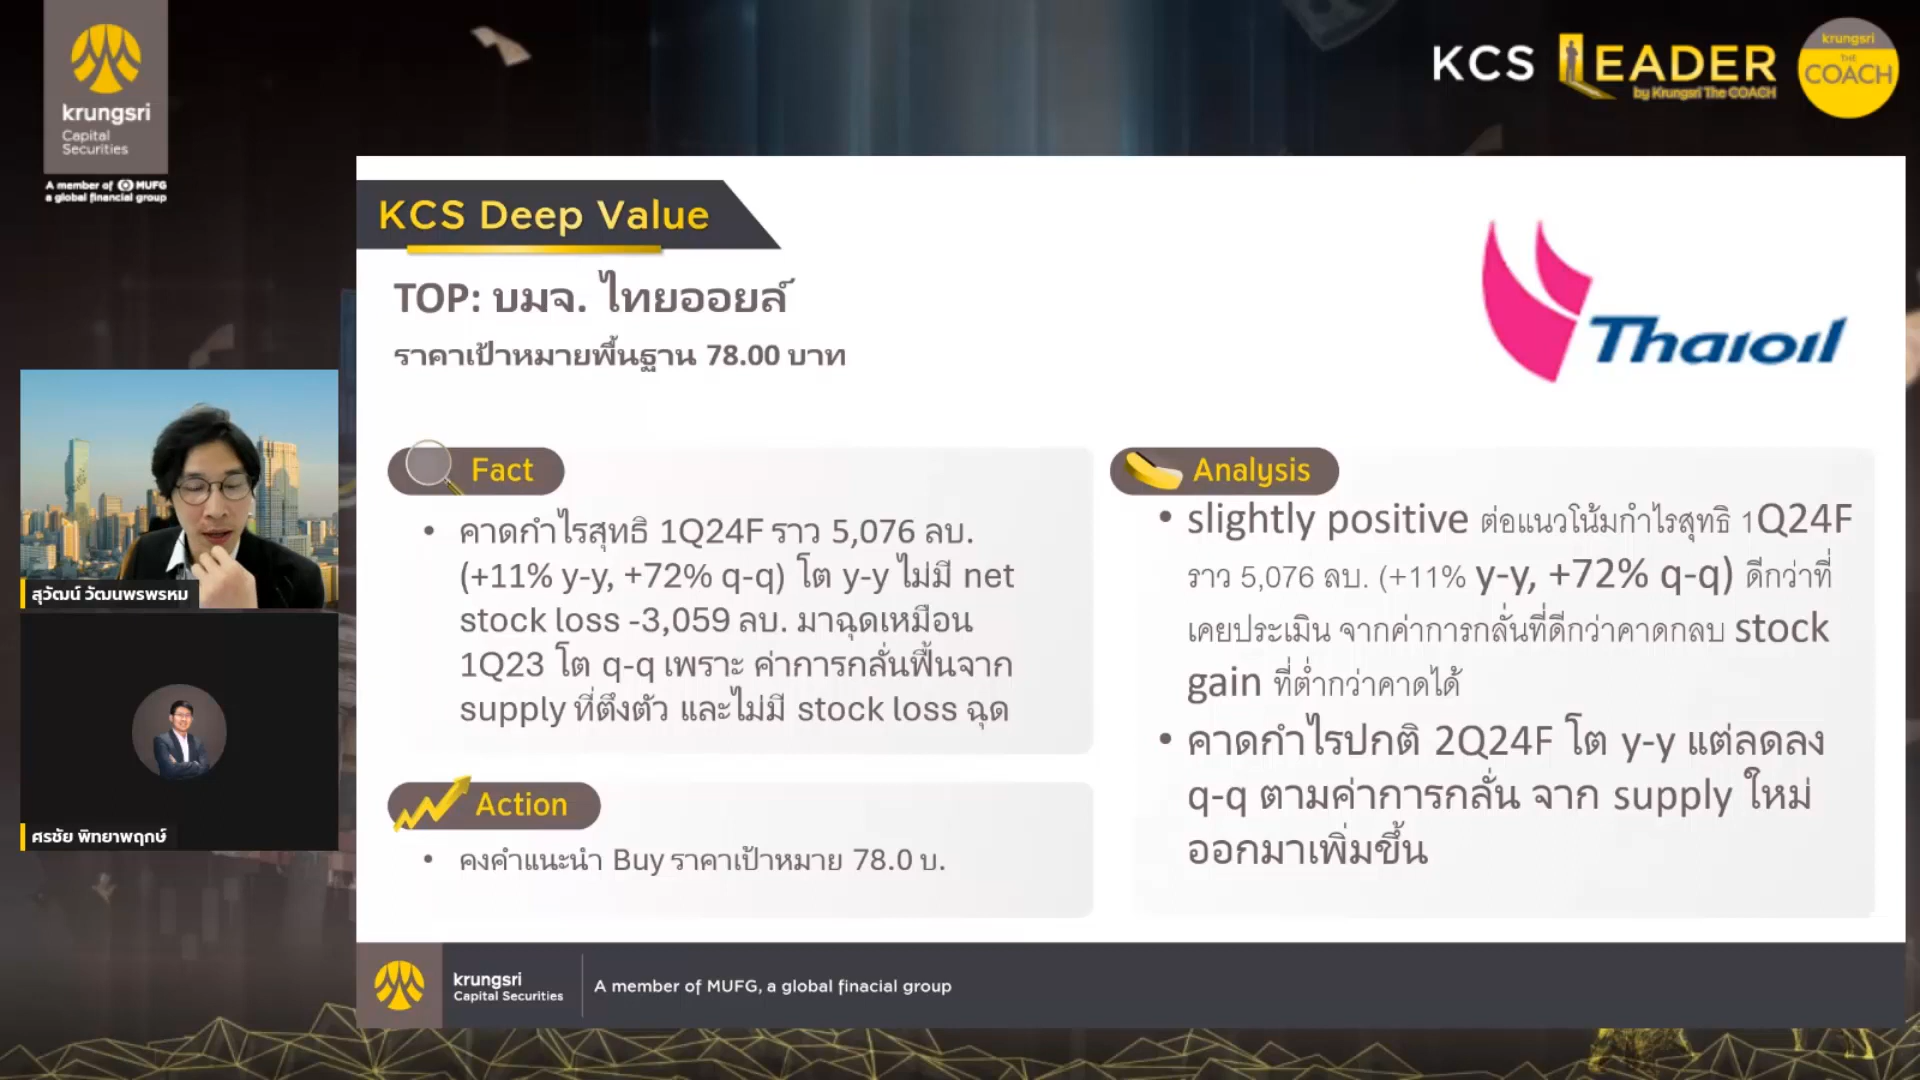 krungsri
Capital
Securities
A member of MUFG
a global financial group
KCS LEADER
by Krungsri The COACH
krungsri
THE
COACH
KCS Deep Value
TOP: บมจ. ไทยออยล์
ราคาเป้าหมายพื้นฐาน 78.00 บาท
Thaioil
Fact
• คาดกำไรสุทธิ 1Q24F ราว 5,076 ลบ.
(+11% y-y, +72% q-q) โต y-y ไม่มี net
stock loss -3,059 ลบ. มาฉุดเหมือน
1Q23 โต q-q เพราะ ค่าการกลั่นฟื้นจาก
supply ที่ตึงตัว และไม่มี stock loss ฉุด
Action
• คงคำแนะนำ Buy ราคาเป้าหมาย 78.0 บ.
Analysis
• slightly positive ต่อแนวโน้มกำไรสุทธิ 1Q24F
ราว 5,076 ลบ. (+11% y-y, +72% q-q) ดีกว่าที่
เคยประเมิน จากค่าการกลั่นที่ดีกว่าคาดกลบ stock
gain ที่ต่ำกว่าคาดได้
• คาดกำไรปกติ 2Q24F โต y-y แต่ลดลง
q-q ตามค่าการกลั่น จาก supply ใหม่
ออกมาเพิ่มขึ้น
สุวัฒน์ วัฒนพรพรหม
ศรชัย พิทยาพฤกษ์
krungsri
Capital Securities
A member of MUFG, a global finacial group